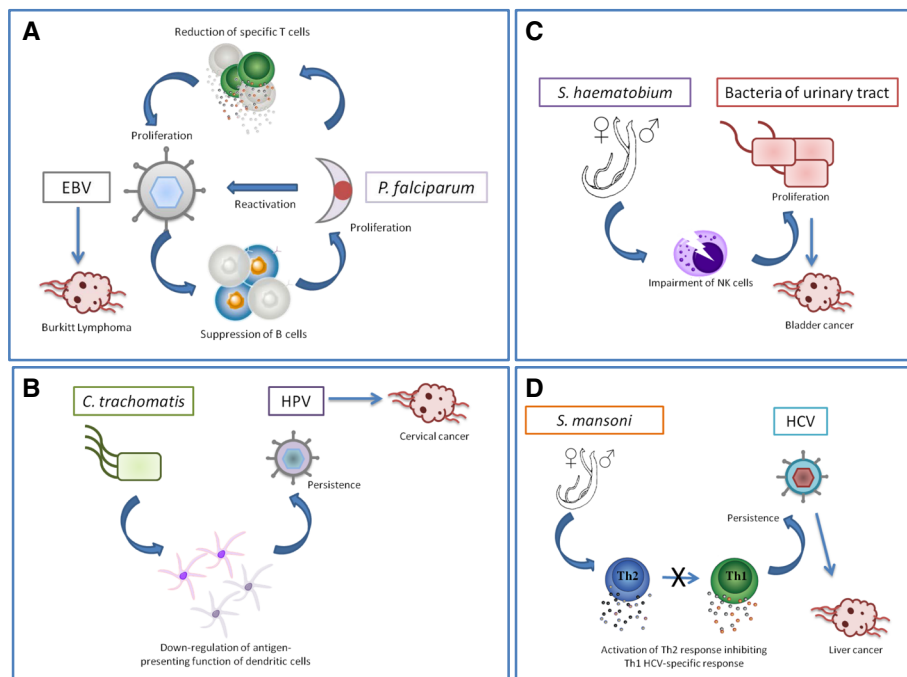 A
Reduction of specific T cells
Proliferation
EBV
P. falciparum
Reactivation
Proliferation
Burkitt Lymphoma
Suppression of B cells
C
S. haematobium
Bacteria of urinary tract
Proliferation
Impairment of NK cells
Bladder cancer
B
C. trachomatis
HPV
Cervical cancer
Persistence
Down-regulation of antigen-
presenting function of dendritic cells
D
S. mansoni
HCV
Persistence
Th2
Th1
Activation of Th2 response inhibiting
Th1 HCV-specific response
Liver cancer